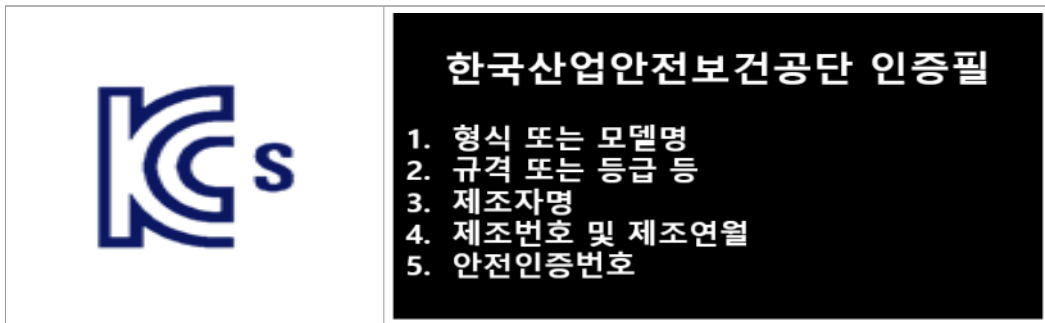 KCs
한국산업안전보건공단 인증필
1. 형식 또는 모델명
2. 규격 또는 등급 등
3. 제조자명
4. 제조번호 및 제조연월
5. 안전인증번호